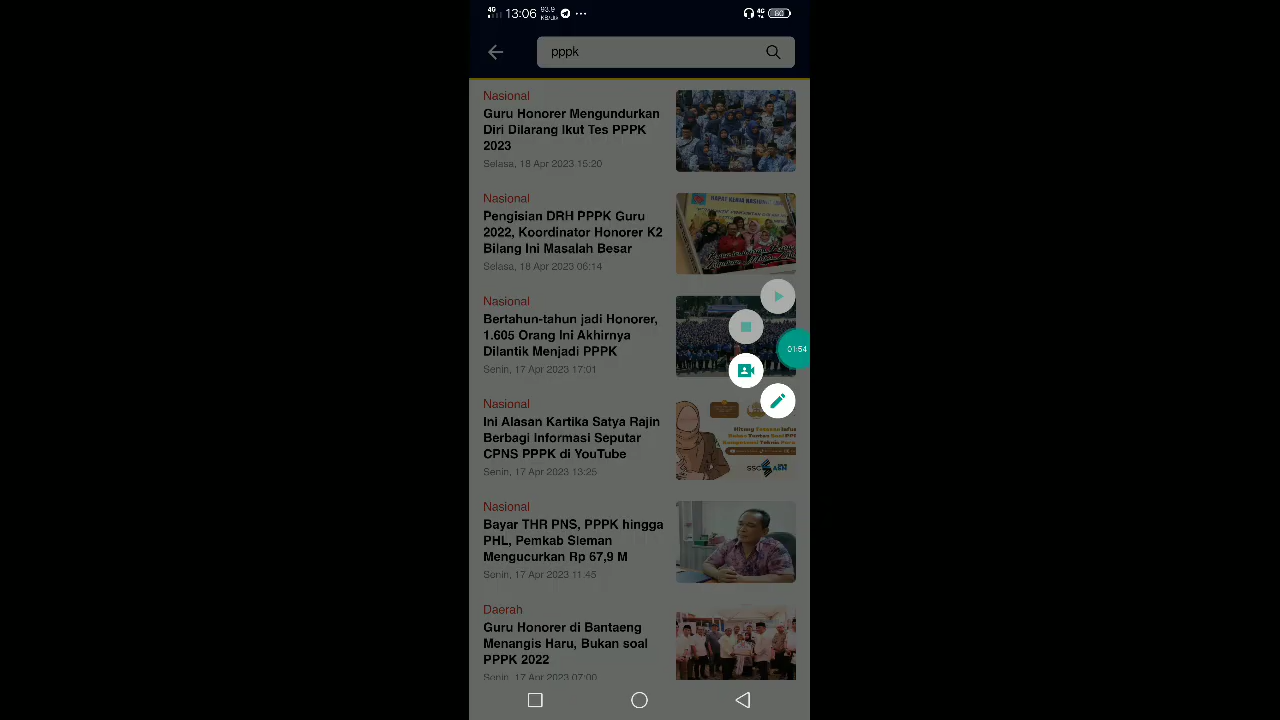 4G 13:06 93.9 KB/s ... 4G 60
pppk
Nasional
Guru Honorer Mengundurkan
Diri Dilarang Ikut Tes PPPK
2023
Selasa, 18 Apr 2023 15:20
Nasional
Pengisian DRH PPPK Guru
2022, Koordinator Honorer K2
Bilang Ini Masalah Besar
Selasa, 18 Apr 2023 06:14
Nasional
Bertahun-tahun jadi Honorer,
1.605 Orang Ini Akhirnya
Dilantik Menjadi PPPK
Senin, 17 Apr 2023 17:01
01:54
Nasional
Ini Alasan Kartika Satya Rajin
Berbagi Informasi Seputar
CPNS PPPK di YouTube
Senin, 17 Apr 2023 13:25
Nasional
Bayar THR PNS, PPPK hingga
PHL, Pemkab Sleman
Mengucurkan Rp 67,9 M
Senin, 17 Apr 2023 11:45
Daerah
Guru Honorer di Bantaeng
Menangis Haru, Bukan soal
PPPK 2022
Senin, 17 Apr 2023 07:00